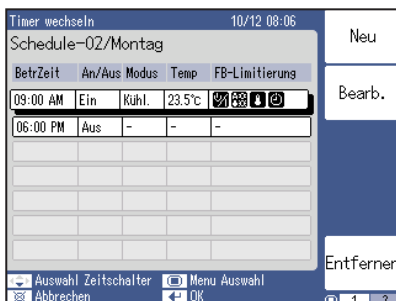 Timer wechseln 10/12 08:06
Schedule-02/Montag
BetrZeit An/Aus Modus Temp FB-Limitierung
09:00 AM Ein Kühl. 23.5°c
06:00 PM Aus - - -
Neu
Bearb.
Entfernen
Auswahl Zeitschalter Menu Auswahl
Abbrechen OK
1 2